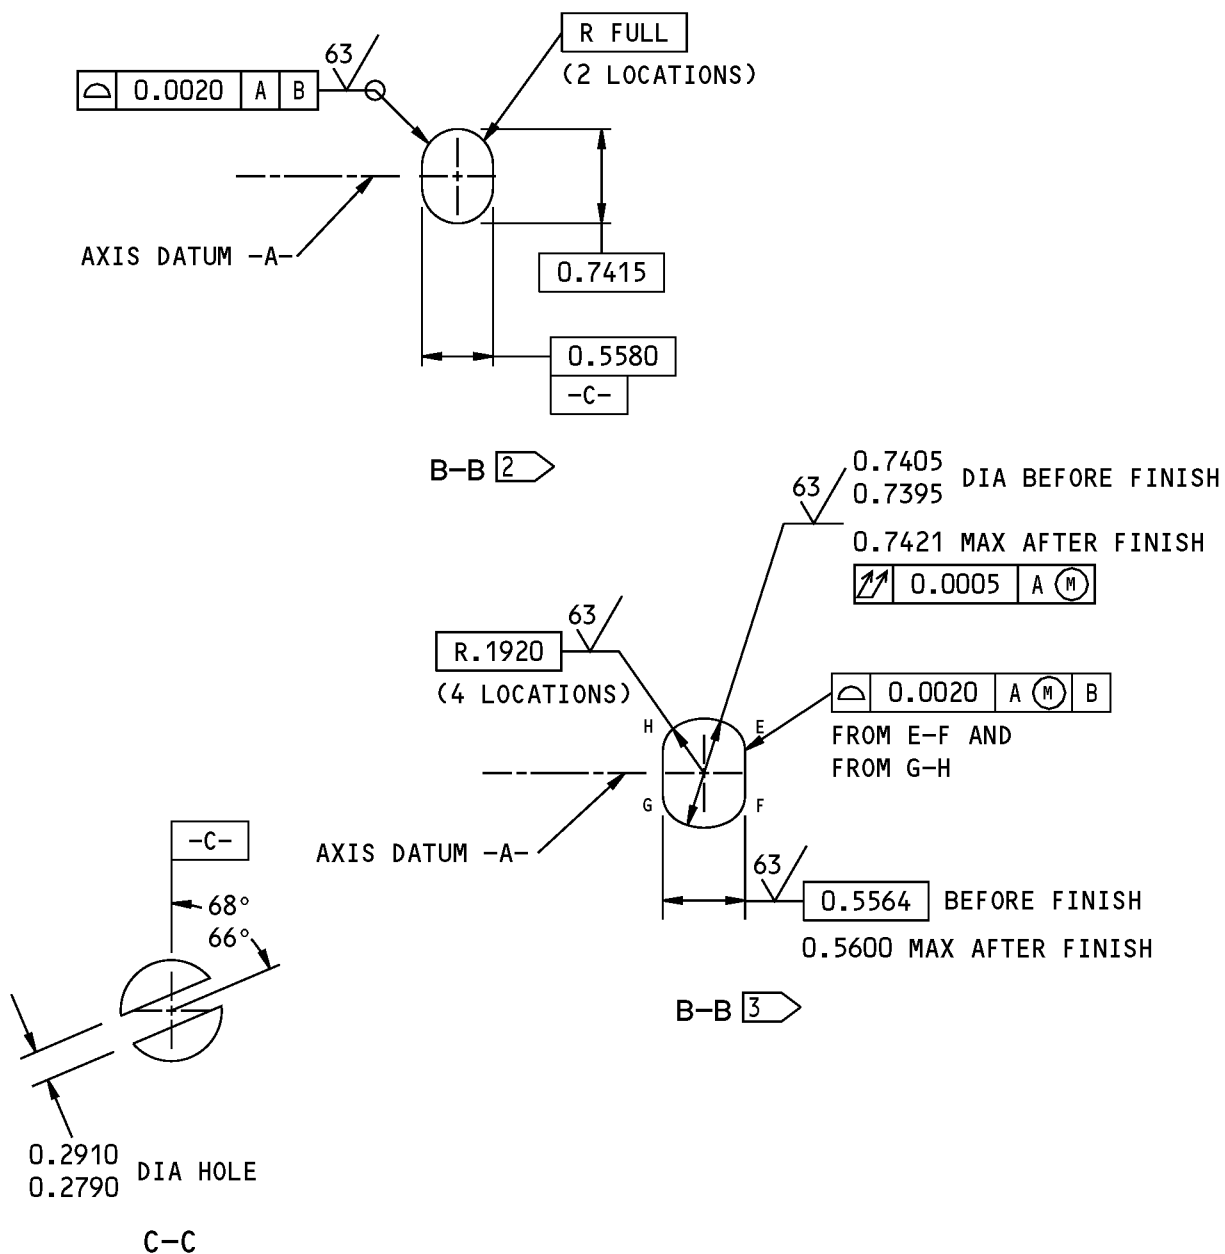 R FULL
(2 LOCATIONS)
63
0.0020 A B
AXIS DATUM -A-
0.7415
0.5580
-C-
B-B 2
63
0.7405
0.7395
DIA BEFORE FINISH
0.7421 MAX AFTER FINISH
0.0005 A Ⓜ
63
R.1920
(4 LOCATIONS)
0.0020 A Ⓜ B
FROM E-F AND
FROM G-H
H E
G F
AXIS DATUM -A-
63
0.5564 BEFORE FINISH
0.5600 MAX AFTER FINISH
B-B 3
-C-
68°
66°
0.2910
0.2790
DIA HOLE
C-C